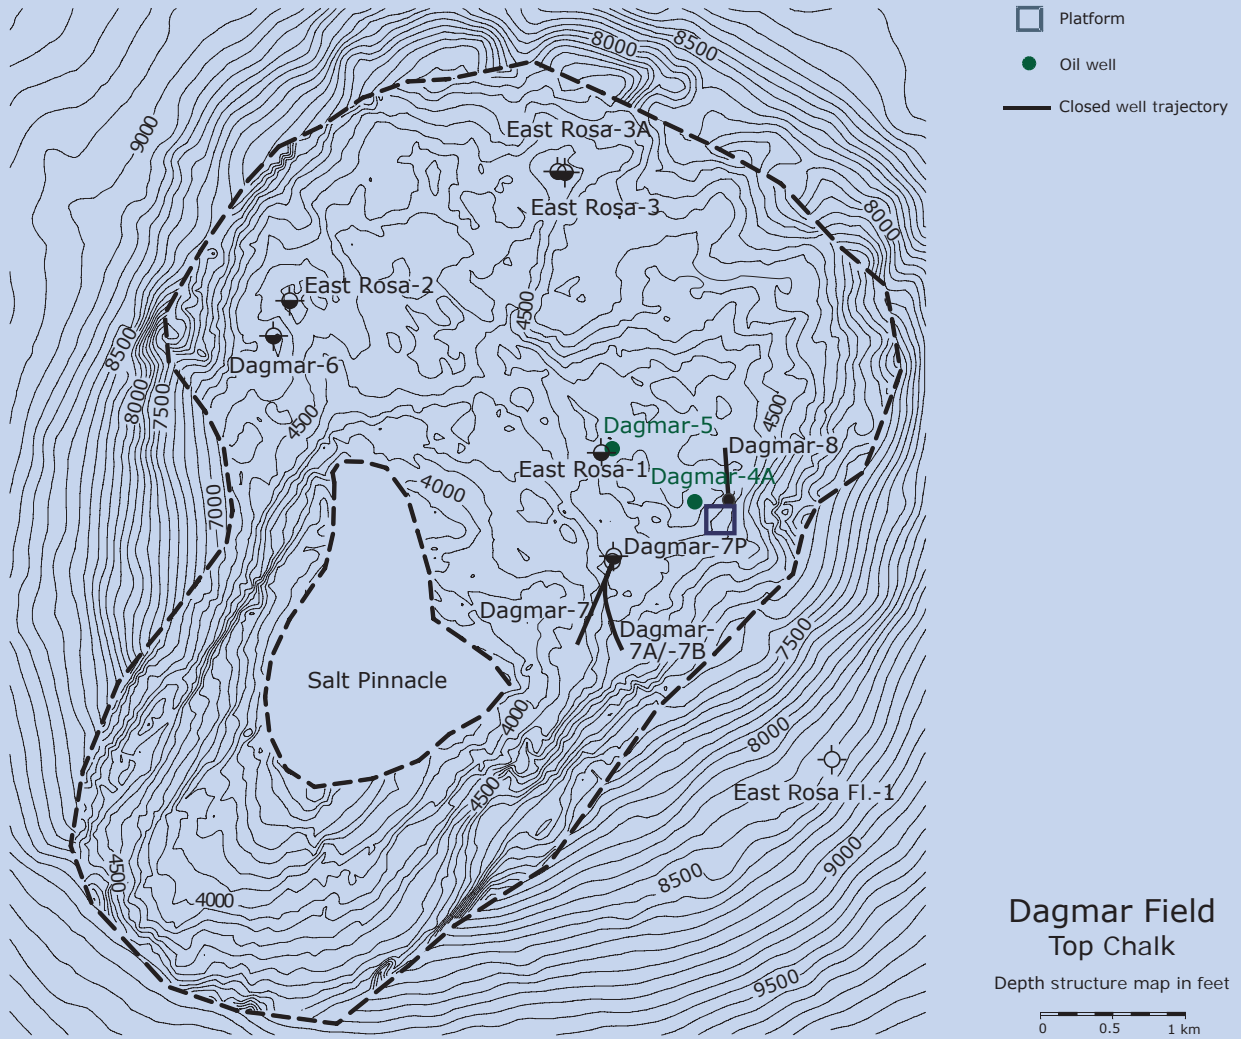 Platform
Oil well
Closed well trajectory
8000
8500
9000
East Rosa-3A
East Rosa-3
8000
East Rosa-2
4500
8500
Dagmar-6
8000
7500
4500
4500
Dagmar-5
Dagmar-8
East Rosa-1
Dagmar-4A
4000
7000
Dagmar-7P
Dagmar-7
Dagmar-
7A/-7B
7500
Salt Pinnacle
4000
8000
4500
East Rosa Fl.-1
4500
8500
9000
4000
9500
Dagmar Field
Top Chalk
Depth structure map in feet
0 0.5 1 km